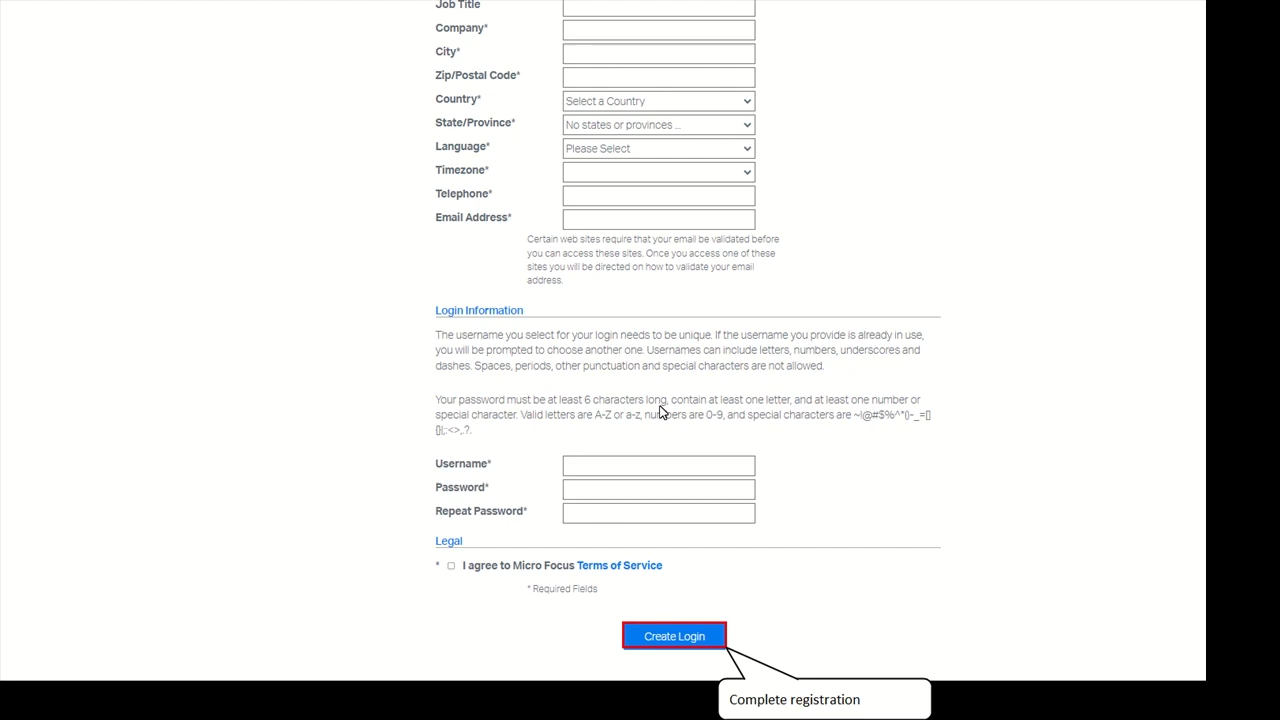 Job Title
Company*
City*
Zip/Postal Code*
Country* Select a Country
State/Province* No states or provinces ...
Language* Please Select
Timezone*
Telephone*
Email Address*
Certain web sites require that your email be validated before
you can access these sites. Once you access one of these
sites you will be directed on how to validate your email
address.
Login Information
The username you select for your login needs to be unique. If the username you provide is already in use,
you will be prompted to choose another one. Usernames can include letters, numbers, underscores and
dashes. Spaces, periods, other punctuation and special characters are not allowed.
Your password must be at least 6 characters long, contain at least one letter, and at least one number or
special character. Valid letters are A-Z or a-z, numbers are 0-9, and special characters are ~!@#$%^*()-_=[]
{}|;:<>,.?.
Username*
Password*
Repeat Password*
Legal
* I agree to Micro Focus Terms of Service
* Required Fields
Create Login
Complete registration